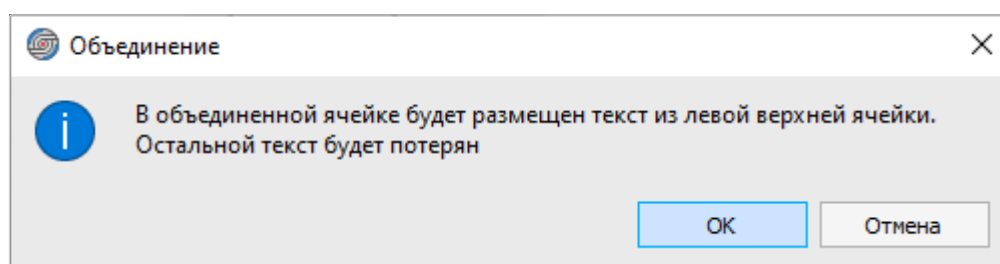 Объединение
В объединенной ячейке будет размещен текст из левой верхней ячейки.
Остальной текст будет потерян
OK
Отмена